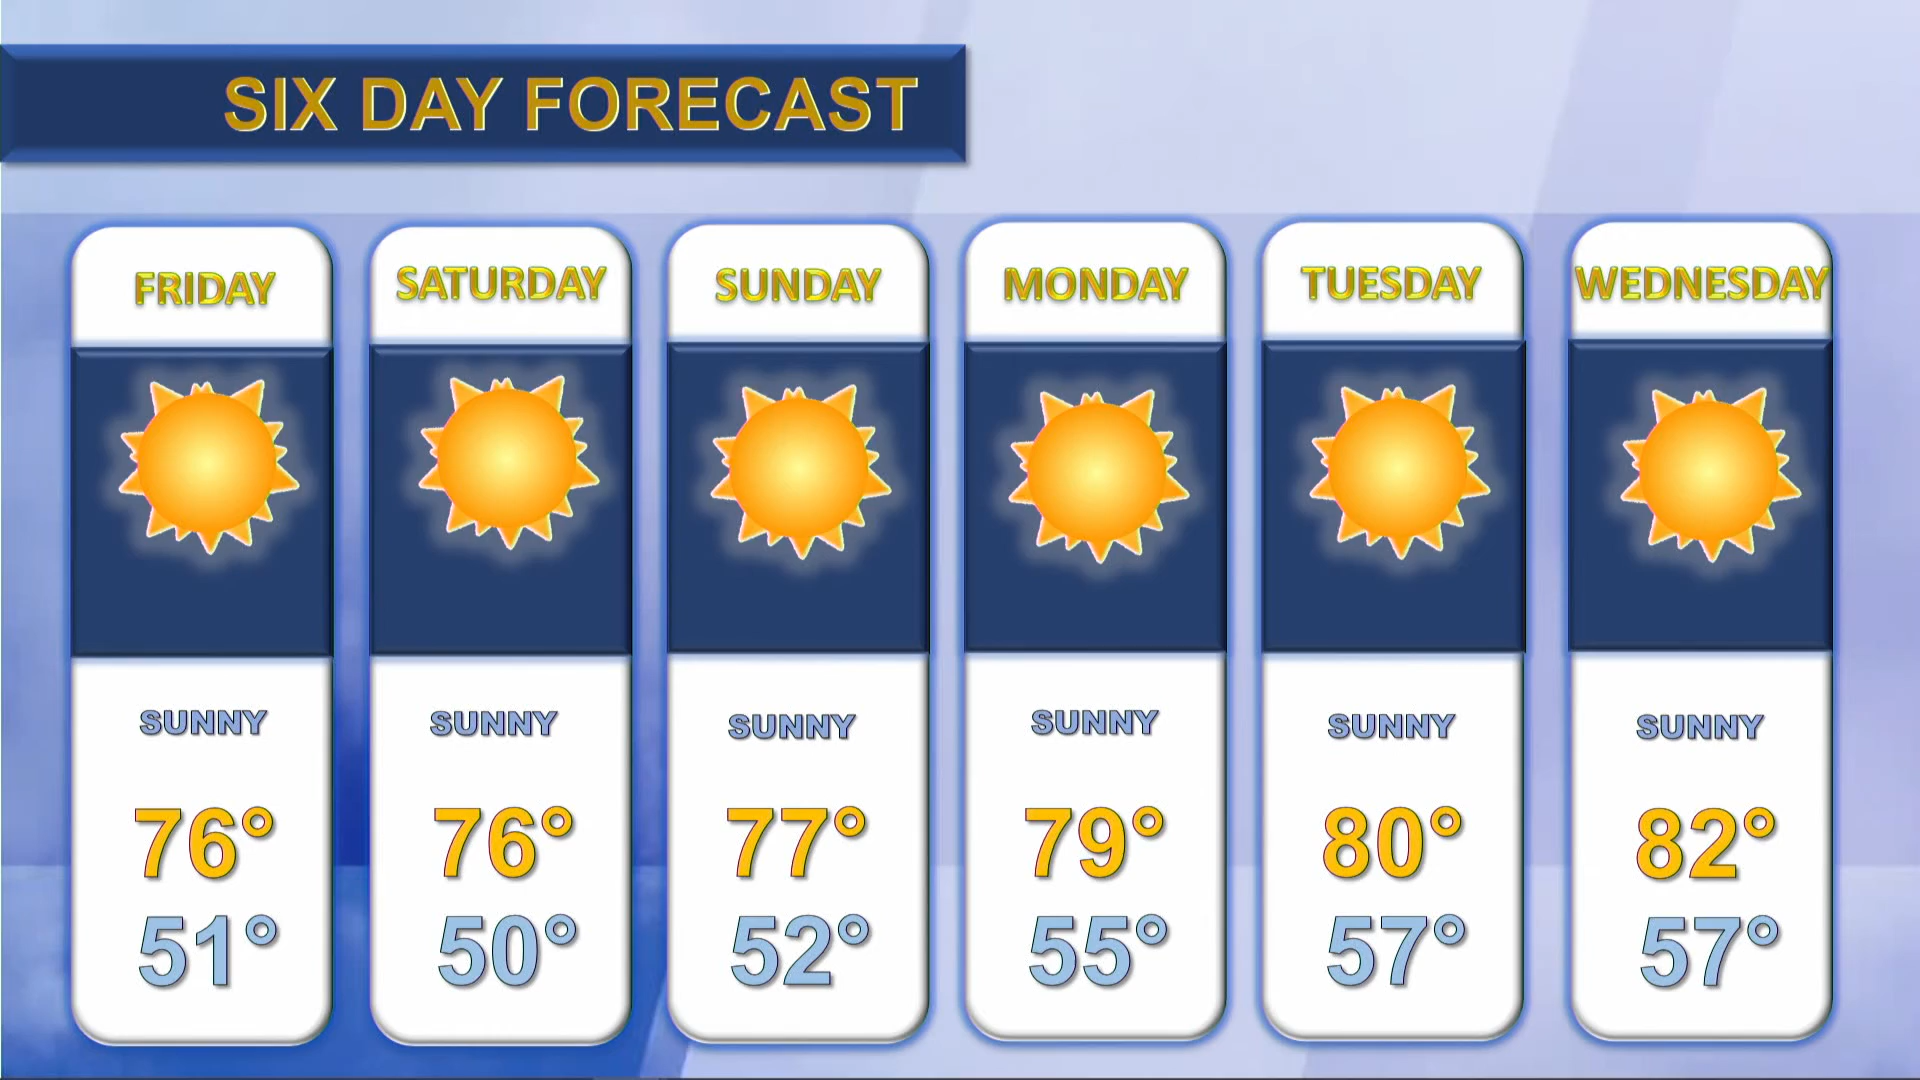 SIX DAY FORECAST
FRIDAY
SUNNY
76°
51°
SATURDAY
SUNNY
76°
50°
SUNDAY
SUNNY
77°
52°
MONDAY
SUNNY
79°
55°
TUESDAY
SUNNY
80°
57°
WEDNESDAY
SUNNY
82°
57°